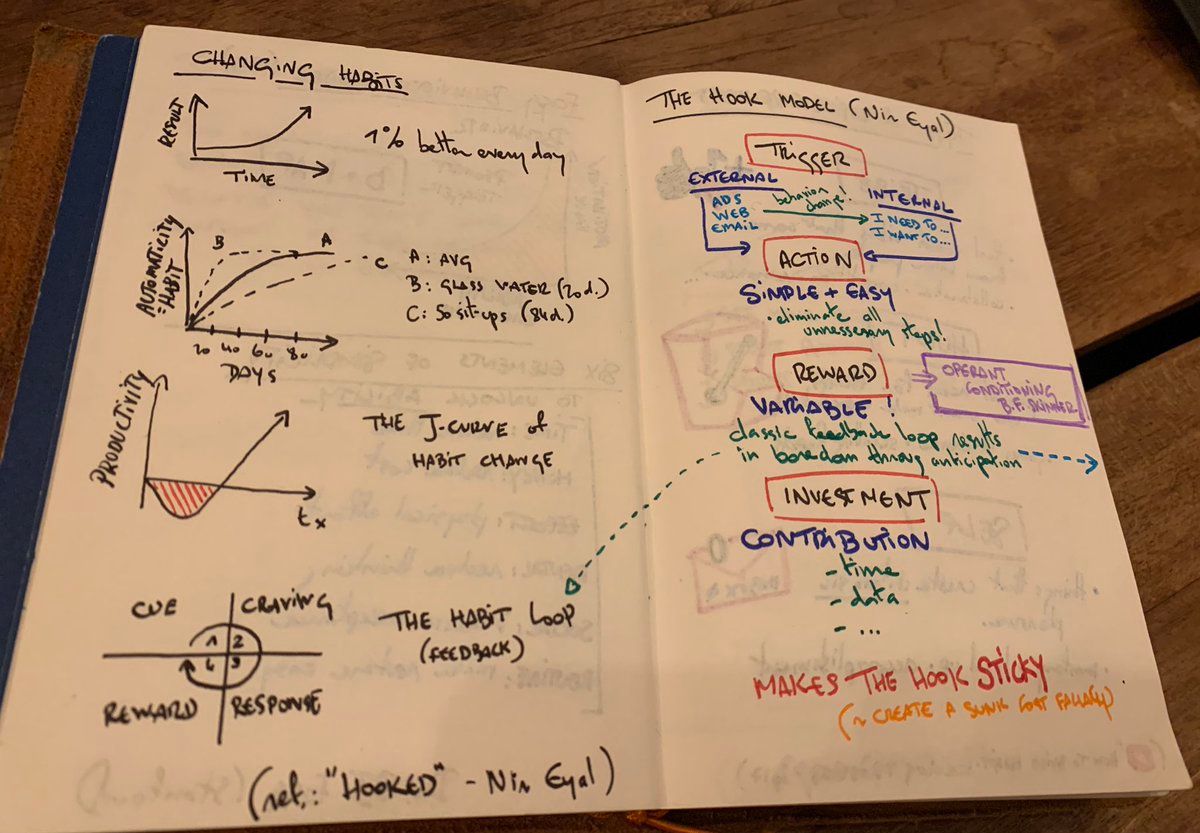 CHANGING HABITS
RESULT
TIME
1% better every day
AUTOMATICITY
=HABIT
B
A
C
20 40 60 80
DAYS
A: AVG
B: GLASS WATER (20d.)
C: 50 sit-ups (84d)
PRODUCTIVITY
tx
THE J-CURVE of
HABIT CHANGE
CUE
CRAVING
1 2
4 3
REWARD
RESPONSE
THE HABIT LOOP
(FEEDBACK)
(ref.: "HOOKED" - Nir Eyal)
THE HOOK MODEL (Nir Eyal)
TRIGGER
EXTERNAL
ADS
WEB
EMAIL
behavior
change!
INTERNAL
I NEED TO...
I WANT TO...
ACTION
SIMPLE + EASY
• eliminate all
unnessesary steps!
REWARD
OPERANT
CONDITIONING
B.F. SKINNER
VARIABLE!
classic feedback loop results
in boredom throug anticipation
INVESTMENT
CONTRIBUTION
- time
- data
- ...
MAKES THE HOOK STICKY
(~ CREATE A SUNK COST FALLACY)